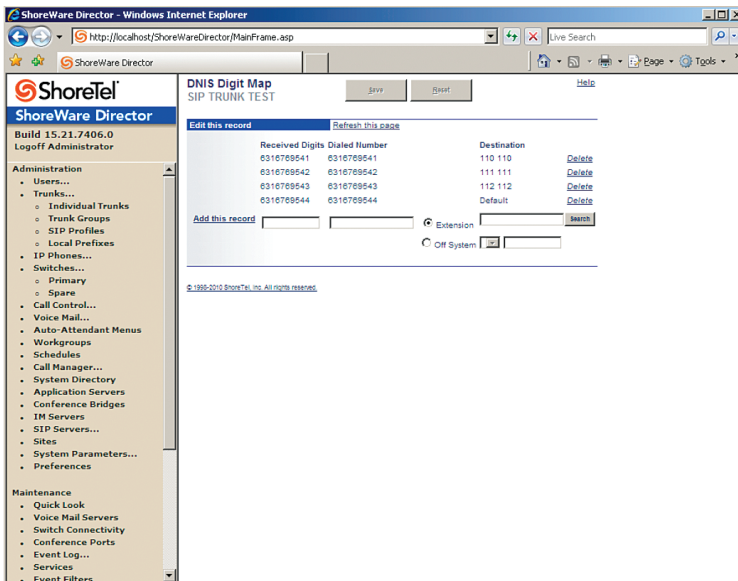 ShoreWare Director - Windows Internet Explorer
http://localhost/ShoreWareDirector/MainFrame.asp
Live Search
ShoreWare Director
Page
Tools
ShoreTel
ShoreWare Director
Build 15.21.7406.0
Logoff Administrator
Administration
Users...
Trunks...
Individual Trunks
Trunk Groups
SIP Profiles
Local Prefixes
IP Phones...
Switches...
Primary
Spare
Call Control...
Voice Mail...
Auto-Attendant Menus
Workgroups
Schedules
Call Manager...
System Directory
Application Servers
Conference Bridges
IM Servers
SIP Servers...
Sites
System Parameters...
Preferences
Maintenance
Quick Look
Voice Mail Servers
Switch Connectivity
Conference Ports
Event Log...
Services
Event Filters
DNIS Digit Map
SIP TRUNK TEST
Save Reset Help
Edit this record Refresh this page
Received Digits Dialed Number Destination
6316769541 6316769541 110 110 Delete
6316769542 6316769542 111 111 Delete
6316769543 6316769543 112 112 Delete
6316769544 6316769544 Default Delete
Add this record Extension Search
Off System
© 1998-2010 ShoreTel, Inc. All rights reserved.